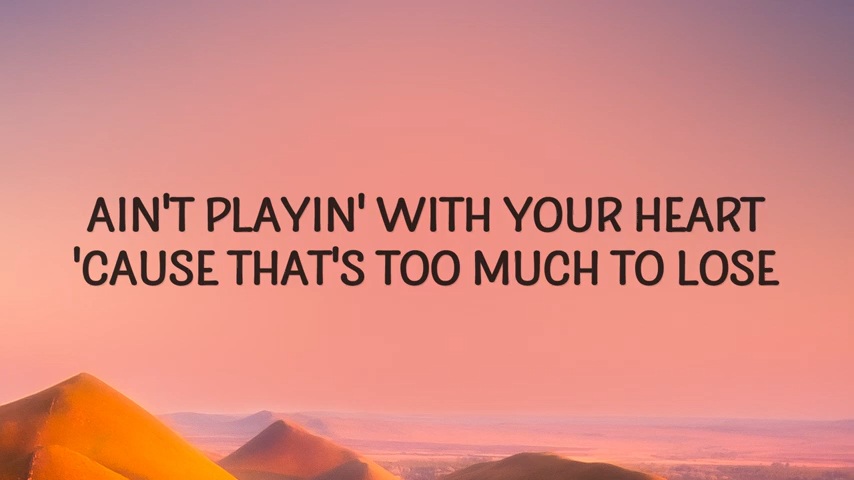 AIN'T PLAYIN' WITH YOUR HEART
'CAUSE THAT'S TOO MUCH TO LOSE